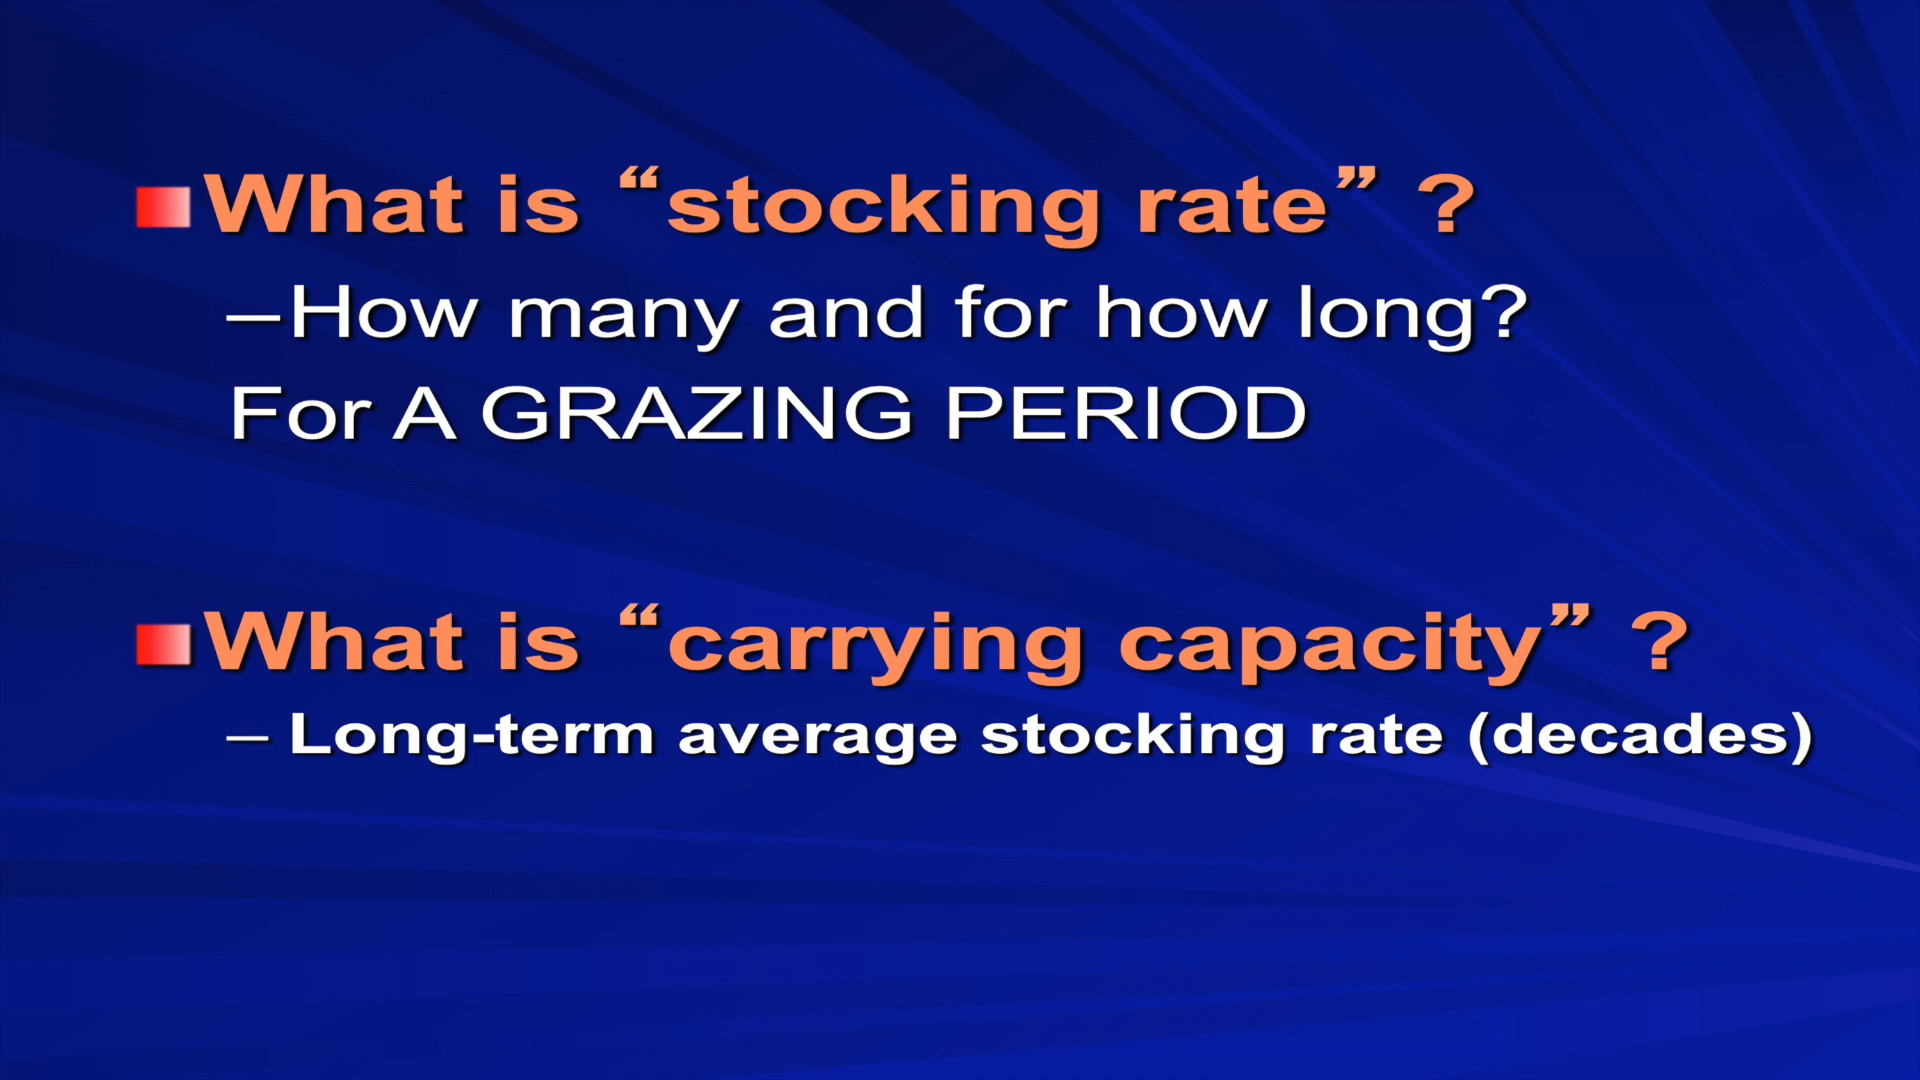 What is “stocking rate” ?
–How many and for how long?
For A GRAZING PERIOD
What is “carrying capacity” ?
– Long-term average stocking rate (decades)